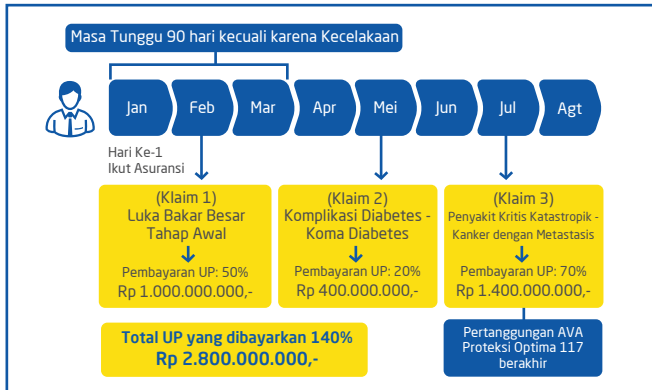 Masa Tunggu 90 hari kecuali karena Kecelakaan
Jan Feb Mar Apr Mei Jun Jul Agt
Hari Ke-1
Ikut Asuransi
(Klaim 1)
Luka Bakar Besar
Tahap Awal
Pembayaran UP: 50%
Rp 1.000.000.000,-
(Klaim 2)
Komplikasi Diabetes -
Koma Diabetes
Pembayaran UP: 20%
Rp 400.000.000,-
(Klaim 3)
Penyakit Kritis Katastropik -
Kanker dengan Metastasis
Pembayaran UP: 70%
Rp 1.400.000.000,-
Total UP yang dibayarkan 140%
Rp 2.800.000.000,-
Pertanggungan AVA
Proteksi Optima 117
berakhir